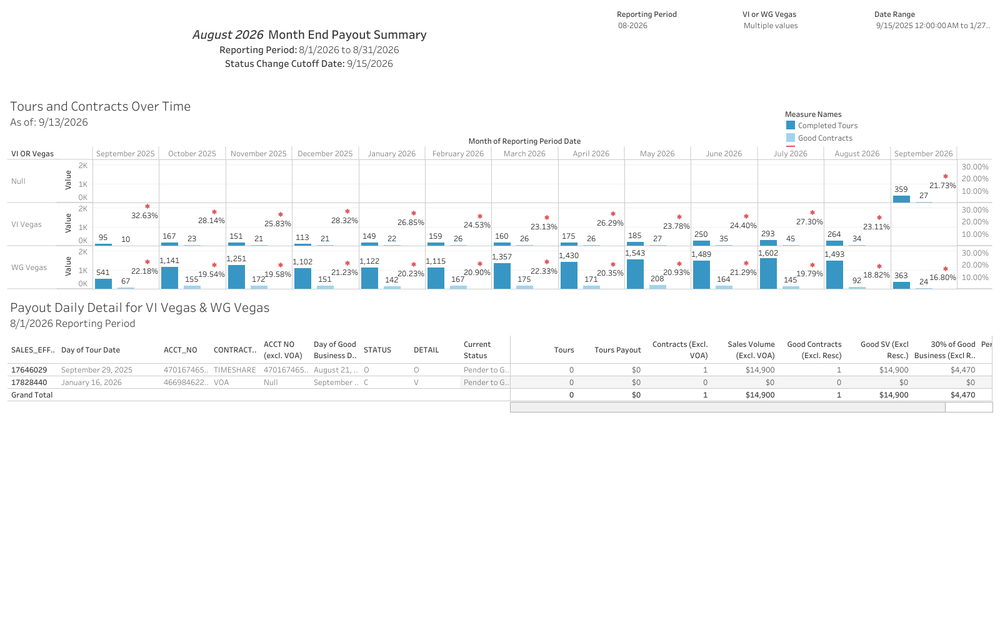 Reporting Period
VI or WG Vegas
Date Range
08-2026
Multiple values
9/15/2025 12:00:00 AM to 1/27..
August 2026 Month End Payout Summary
Reporting Period: 8/1/2026 to 8/31/2026
Status Change Cutoff Date: 9/15/2026
Tours and Contracts Over Time
As of: 9/13/2026
Measure Names
Completed Tours
Good Contracts
Month of Reporting Period Date
VI OR Vegas September 2025 October 2025 November 2025 December 2025 January 2026 February 2026 March 2026 April 2026 May 2026 June 2026 July 2026 August 2026 September 2026
Null
Value
2K
1K
0K
359 27 21.73%
30.00%
20.00%
10.00%
VI Vegas
Value
2K
1K
0K
32.63% 28.14% 25.83% 28.32% 26.85% 24.53% 23.13% 26.29% 23.78% 24.40% 27.30% 23.11%
95 10 167 23 151 21 113 21 149 22 159 26 160 26 175 26 185 27 250 35 293 45 264 34
30.00%
20.00%
10.00%
WG Vegas
Value
2K
1K
0K
541 67 22.18% 1,141 155 19.54% 1,251 172 19.58% 1,102 151 21.23% 1,122 142 20.23% 1,115 167 20.90% 1,357 175 22.33% 1,430 171 20.35% 1,543 208 20.93% 1,489 164 21.29% 1,602 145 19.79% 1,493 92 18.82% 363 24 16.80%
30.00%
20.00%
10.00%
Payout Daily Detail for VI Vegas & WG Vegas
8/1/2026 Reporting Period
SALES_EFF.. Day of Tour Date ACCT_NO CONTRACT.. ACCT NO (excl. VOA) Day of Good Business D.. STATUS DETAIL Current Status Tours Tours Payout Contracts (Excl. VOA) Sales Volume (Excl. VOA) Good Contracts (Excl. Resc) Good SV (Excl Resc.) 30% of Good Business (Excl R.. Per
17646029 September 29, 2025 470167465.. TIMESHARE 470167465.. August 21, .. O O Pender to G.. 0 $0 1 $14,900 1 $14,900 $4,470
17828440 January 16, 2026 466984622.. VOA Null September .. C V Pender to G.. 0 $0 0 $0 0 $0 $0
Grand Total 0 $0 1 $14,900 1 $14,900 $4,470